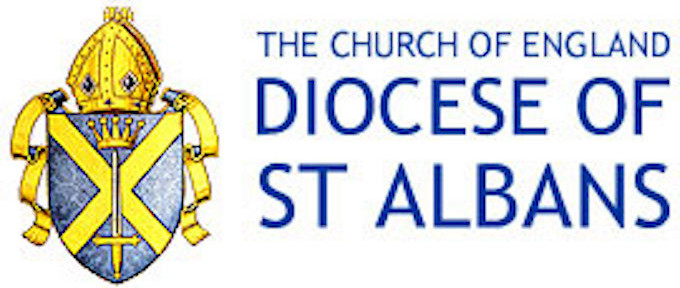 THE CHURCH OF ENGLAND
DIOCESE OF
ST ALBANS